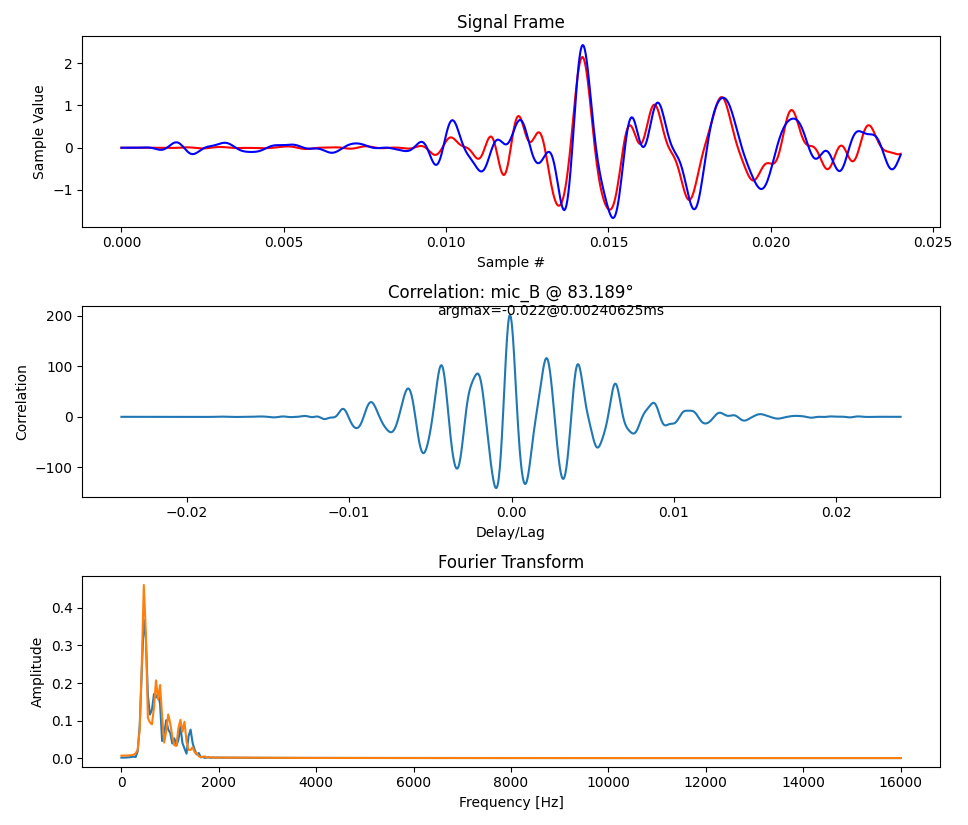 Signal Frame
Sample Value
2
1
0
−1
0.000 0.005 0.010 0.015 0.020 0.025
Sample #
Correlation: mic_B @ 83.189°
argmax=-0.022@0.00240625ms
Correlation
200
100
0
−100
−0.02 −0.01 0.00 0.01 0.02
Delay/Lag
Fourier Transform
Amplitude
0.4
0.3
0.2
0.1
0.0
0 2000 4000 6000 8000 10000 12000 14000 16000
Frequency [Hz]